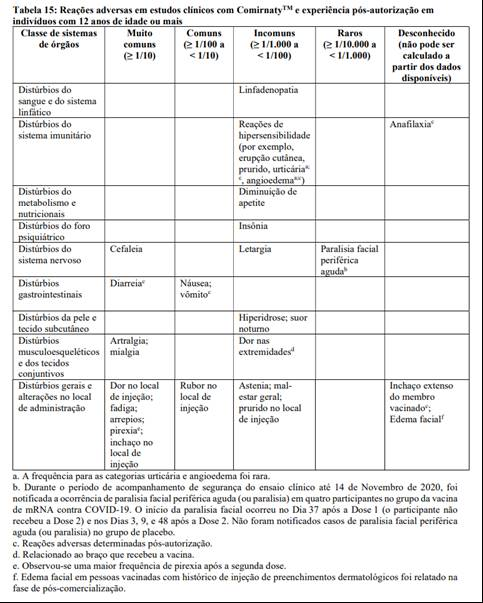 Tabela 15: Reações adversas em estudos clínicos com Comirnaty™ e experiência pós-autorização em
indivíduos com 12 anos de idade ou mais
Classe de sistemas de órgãos
Muito comuns (≥ 1/10)
Comuns (≥ 1/100 a < 1/10)
Incomuns (≥ 1/1.000 a < 1/100)
Raros (≥ 1/10.000 a < 1/1.000)
Desconhecido (não pode ser calculado a partir dos dados disponíveis)
Distúrbios do sangue e do sistema linfático
Linfadenopatia
Distúrbios do sistema imunitário
Reações de hipersensibilidade (por exemplo, erupção cutânea, prurido, urticária a; c, angioedema a;c)
Anafilaxia c
Distúrbios do metabolismo e nutricionais
Diminuição de apetite
Distúrbios do foro psiquiátrico
Insônia
Distúrbios do sistema nervoso
Cefaleia
Letargia
Paralisia facial periférica aguda b
Distúrbios gastrointestinais
Diarreia c
Náusea; vômito c
Distúrbios da pele e tecido subcutâneo
Hiperidrose; suor noturno
Distúrbios musculoesqueléticos e dos tecidos conjuntivos
Artralgia; mialgia
Dor nas extremidades d
Distúrbios gerais e alterações no local de administração
Dor no local de injeção; fadiga; arrepios; pirexia e; inchaço no local de injeção
Rubor no local de injeção
Astenia; mal-estar geral; prurido no local de injeção
Inchaço extenso do membro vacinado c; Edema facial f
a. A frequência para as categorias urticária e angioedema foi rara.
b. Durante o período de acompanhamento de segurança do ensaio clínico até 14 de Novembro de 2020, foi
notificada a ocorrência de paralisia facial periférica aguda (ou paralisia) em quatro participantes no grupo da vacina
de mRNA contra COVID-19. O início da paralisia facial ocorreu no Dia 37 após a Dose 1 (o participante não
recebeu a Dose 2) e nos Dias 3, 9, e 48 após a Dose 2. Não foram notificados casos de paralisia facial periférica
aguda (ou paralisia) no grupo de placebo.
c. Reações adversas determinadas pós-autorização.
d. Relacionado ao braço que recebeu a vacina.
e. Observou-se uma maior frequência de pirexia após a segunda dose.
f. Edema facial em pessoas vacinadas com histórico de injeção de preenchimentos dermatológicos foi relatado na
fase de pós-comercialização.